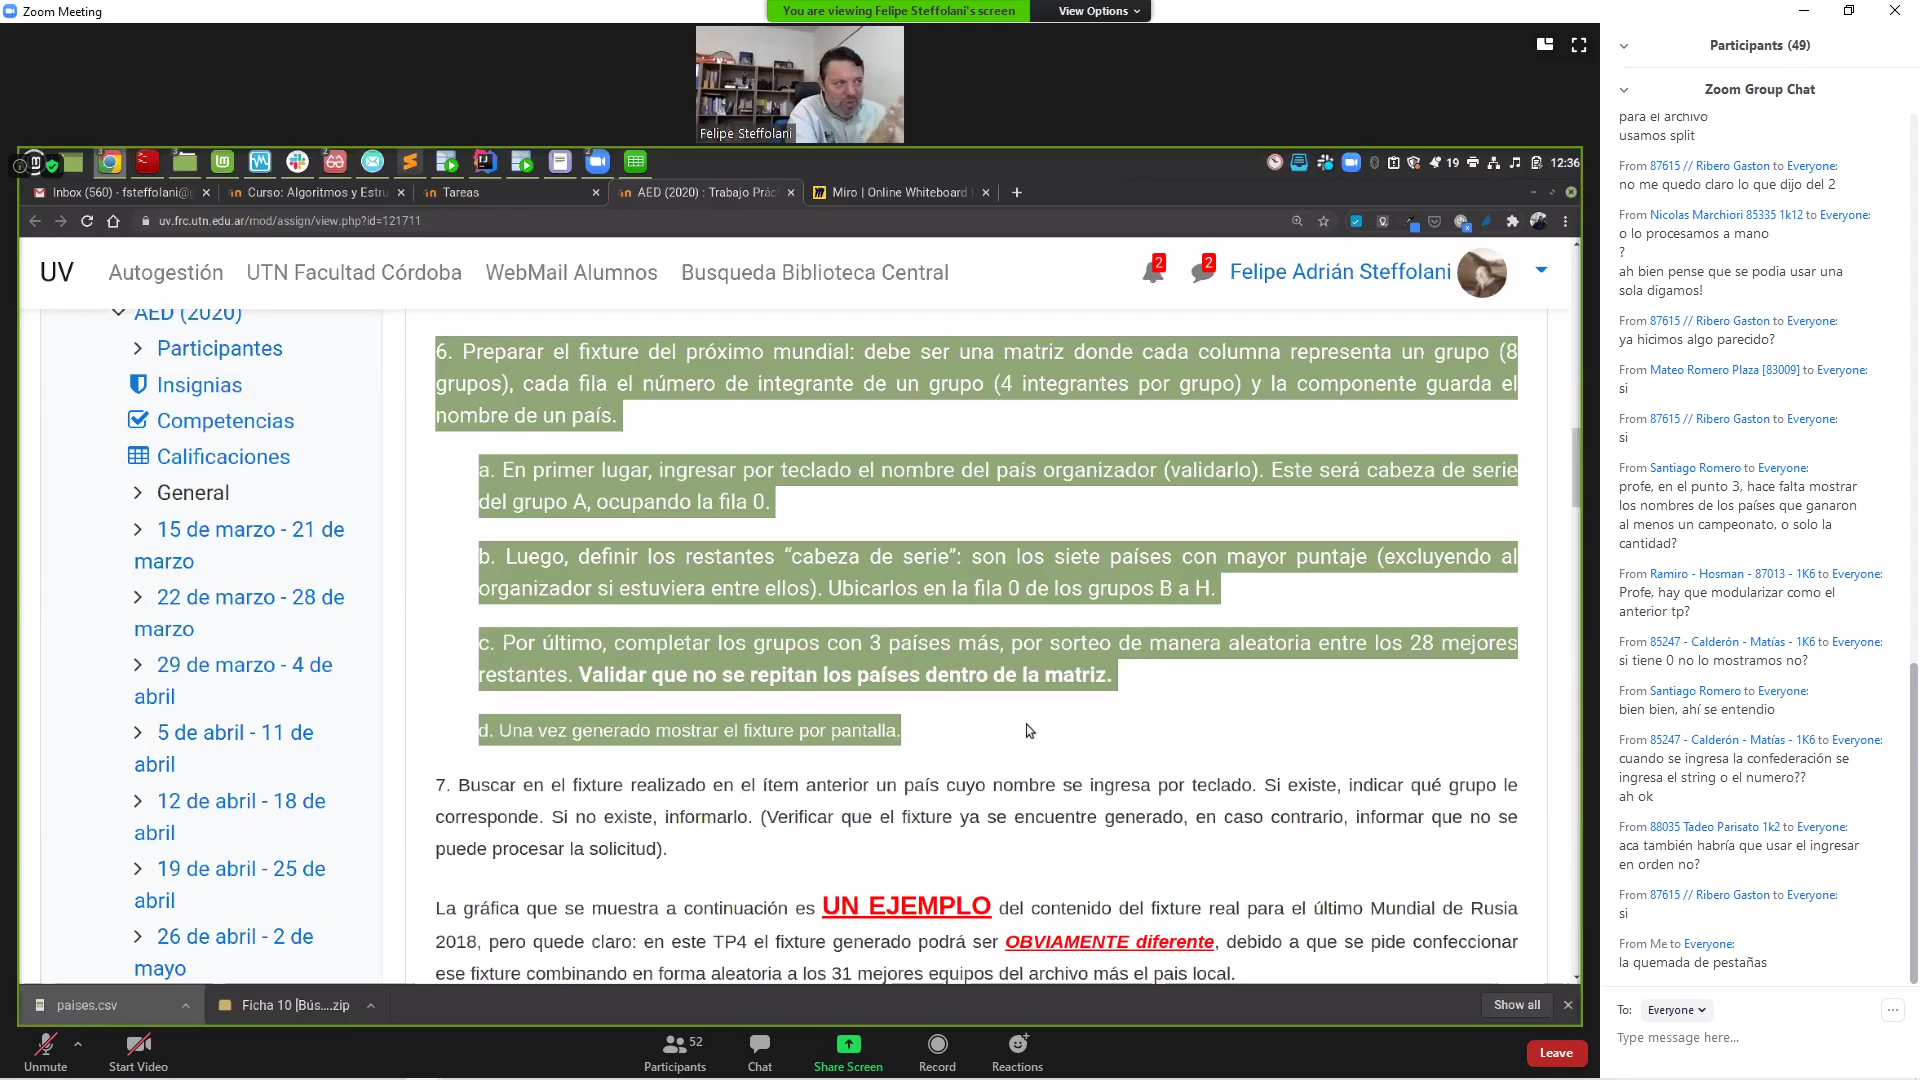 Zoom Meeting
You are viewing Felipe Steffolani's screen
View Options
Felipe Steffolani
19
12:36
Inbox (560) - fsteffolani@
Curso: Algoritmos y Estru
Tareas
AED (2020) : Trabajo Prác
Miro | Online Whiteboard
uv.frc.utn.edu.ar/mod/assign/view.php?id=121711
UV
Autogestión
UTN Facultad Córdoba
WebMail Alumnos
Busqueda Biblioteca Central
2
2
Felipe Adrián Steffolani
AED (2020)
Participantes
Insignias
Competencias
Calificaciones
General
15 de marzo - 21 de
marzo
22 de marzo - 28 de
marzo
29 de marzo - 4 de
abril
5 de abril - 11 de
abril
12 de abril - 18 de
abril
19 de abril - 25 de
abril
26 de abril - 2 de
mayo
6. Preparar el fixture del próximo mundial: debe ser una matriz donde cada columna representa un grupo (8
grupos), cada fila el número de integrante de un grupo (4 integrantes por grupo) y la componente guarda el
nombre de un país.
a. En primer lugar, ingresar por teclado el nombre del país organizador (validarlo). Este será cabeza de serie
del grupo A, ocupando la fila 0.
b. Luego, definir los restantes “cabeza de serie”: son los siete países con mayor puntaje (excluyendo al
organizador si estuviera entre ellos). Ubicarlos en la fila 0 de los grupos B a H.
c. Por último, completar los grupos con 3 países más, por sorteo de manera aleatoria entre los 28 mejores
restantes. Validar que no se repitan los países dentro de la matriz.
d. Una vez generado mostrar el fixture por pantalla.
7. Buscar en el fixture realizado en el ítem anterior un país cuyo nombre se ingresa por teclado. Si existe, indicar qué grupo le
corresponde. Si no existe, informarlo. (Verificar que el fixture ya se encuentre generado, en caso contrario, informar que no se
puede procesar la solicitud).
La gráfica que se muestra a continuación es UN EJEMPLO del contenido del fixture real para el último Mundial de Rusia
2018, pero quede claro: en este TP4 el fixture generado podrá ser OBVIAMENTE diferente, debido a que se pide confeccionar
ese fixture combinando en forma aleatoria a los 31 mejores equipos del archivo más el pais local.
paises.csv
Ficha 10 [Bús....zip
Show all
Unmute
Start Video
52
Participants
Chat
Share Screen
Record
Reactions
Leave
Participants (49)
Zoom Group Chat
para el archivo
usamos split
From 87615 // Ribero Gaston to Everyone:
no me quedo claro lo que dijo del 2
From Nicolas Marchiori 85335 1k12 to Everyone:
o lo procesamos a mano
?
ah bien pense que se podia usar una
sola digamos!
From 87615 // Ribero Gaston to Everyone:
ya hicimos algo parecido?
From Mateo Romero Plaza [83009] to Everyone:
si
From 87615 // Ribero Gaston to Everyone:
si
From Santiago Romero to Everyone:
profe, en el punto 3, hace falta mostrar
los nombres de los países que ganaron
al menos un campeonato, o solo la
cantidad?
From Ramiro - Hosman - 87013 - 1K6 to Everyone:
Profe, hay que modularizar como el
anterior tp?
From 85247 - Calderón - Matías - 1K6 to Everyone:
si tiene 0 no lo mostramos no?
From Santiago Romero to Everyone:
bien bien, ahí se entendio
From 85247 - Calderón - Matías - 1K6 to Everyone:
cuando se ingresa la confederación se
ingresa el string o el numero??
ah ok
From 88035 Tadeo Parisato 1k2 to Everyone:
aca también habría que usar el ingresar
en orden no?
From 87615 // Ribero Gaston to Everyone:
si
From Me to Everyone:
la quemada de pestañas
To: Everyone
Type message here...